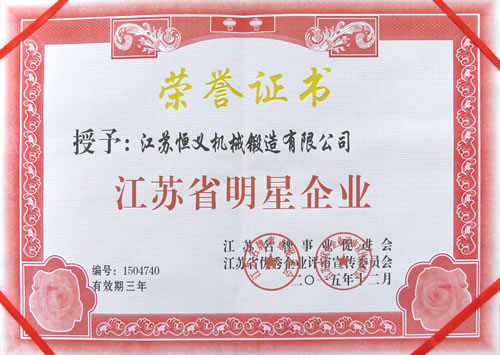 荣誉证书
授予：江苏恒义机械锻造有限公司
江苏省明星企业
江苏名牌事业促进会
江苏省优秀企业评审宣传委员会
编号：1504740
二〇一五年十二月
有效期三年